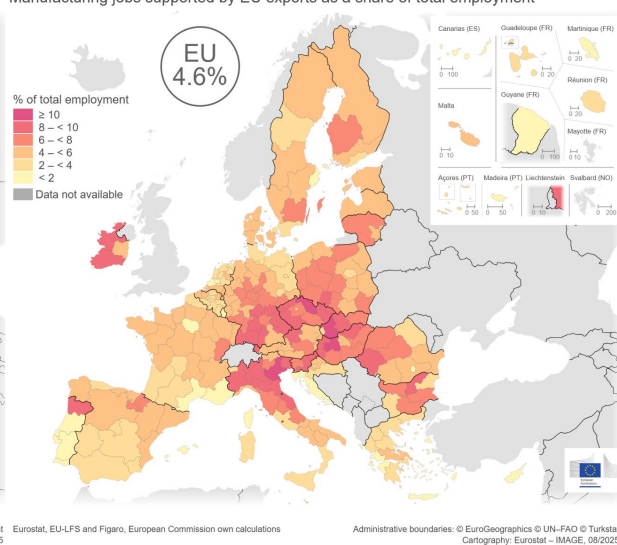 Manufacturing jobs supported by EU exports as a share of total employment
EU
4.6%
% of total employment
≥ 10
8 – < 10
6 – < 8
4 – < 6
2 – < 4
< 2
Data not available
Canarias (ES)
0 100
Guadeloupe (FR)
0 20
Martinique (FR)
0 20
Malta
0 10
Guyane (FR)
0 100
Réunion (FR)
0 20
Mayotte (FR)
0 10
Açores (PT)
0 50
Madeira (PT)
0 50
Liechtenstein
0 10
Svalbard (NO)
0 200
European
Commission
Eurostat, EU-LFS and Figaro, European Commission own calculations
Administrative boundaries: © EuroGeographics © UN–FAO © Turksta
Cartography: Eurostat – IMAGE, 08/2025